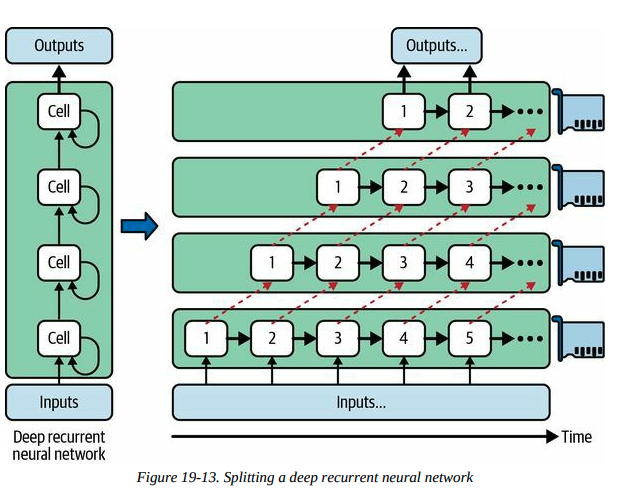 Outputs
Cell
Cell
Cell
Cell
Inputs
Deep recurrent
neural network
Outputs...
1 2
1 2 3
1 2 3 4
1 2 3 4 5
Inputs...
Time
Figure 19-13. Splitting a deep recurrent neural network